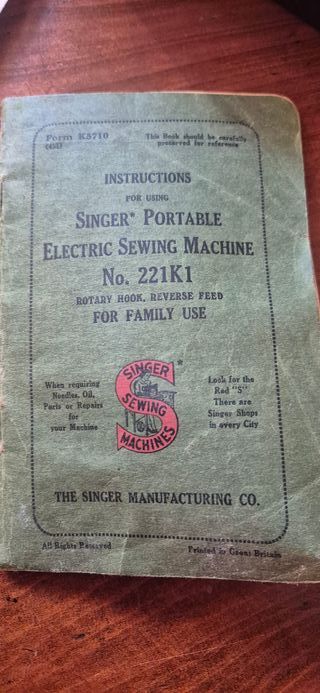 Form K5710
This Book should be carefully
preserved for reference
INSTRUCTIONS
FOR USING
SINGER* PORTABLE
ELECTRIC SEWING MACHINE
No. 221K1
ROTARY HOOK, REVERSE FEED
FOR FAMILY USE
When requiring
Needles, Oil,
Parts or Repairs
for
your Machine
SINGER
SEWING
MACHINES
*
Look for the
Red "S"
There are
Singer Shops
in every City
THE SINGER MANUFACTURING CO.
All Rights Reserved
Printed in Great Britain